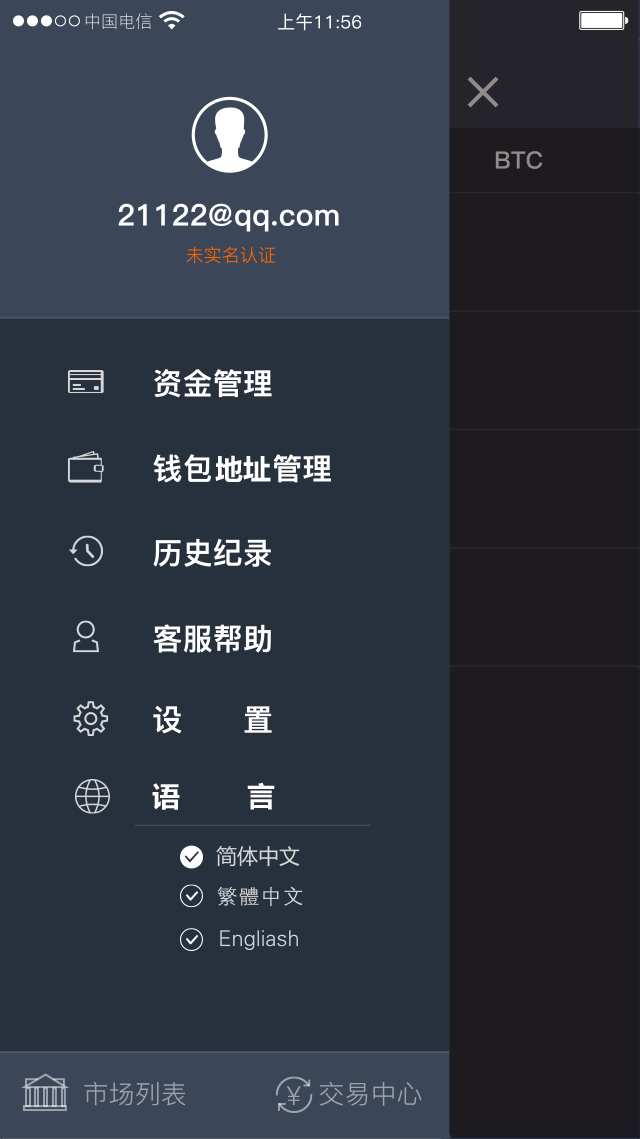 中国电信 上午11:56
BTC
21122@qq.com
未实名认证
资金管理
钱包地址管理
历史纪录
客服帮助
设 置
语 言
简体中文
繁體中文
Engliash
市场列表 交易中心